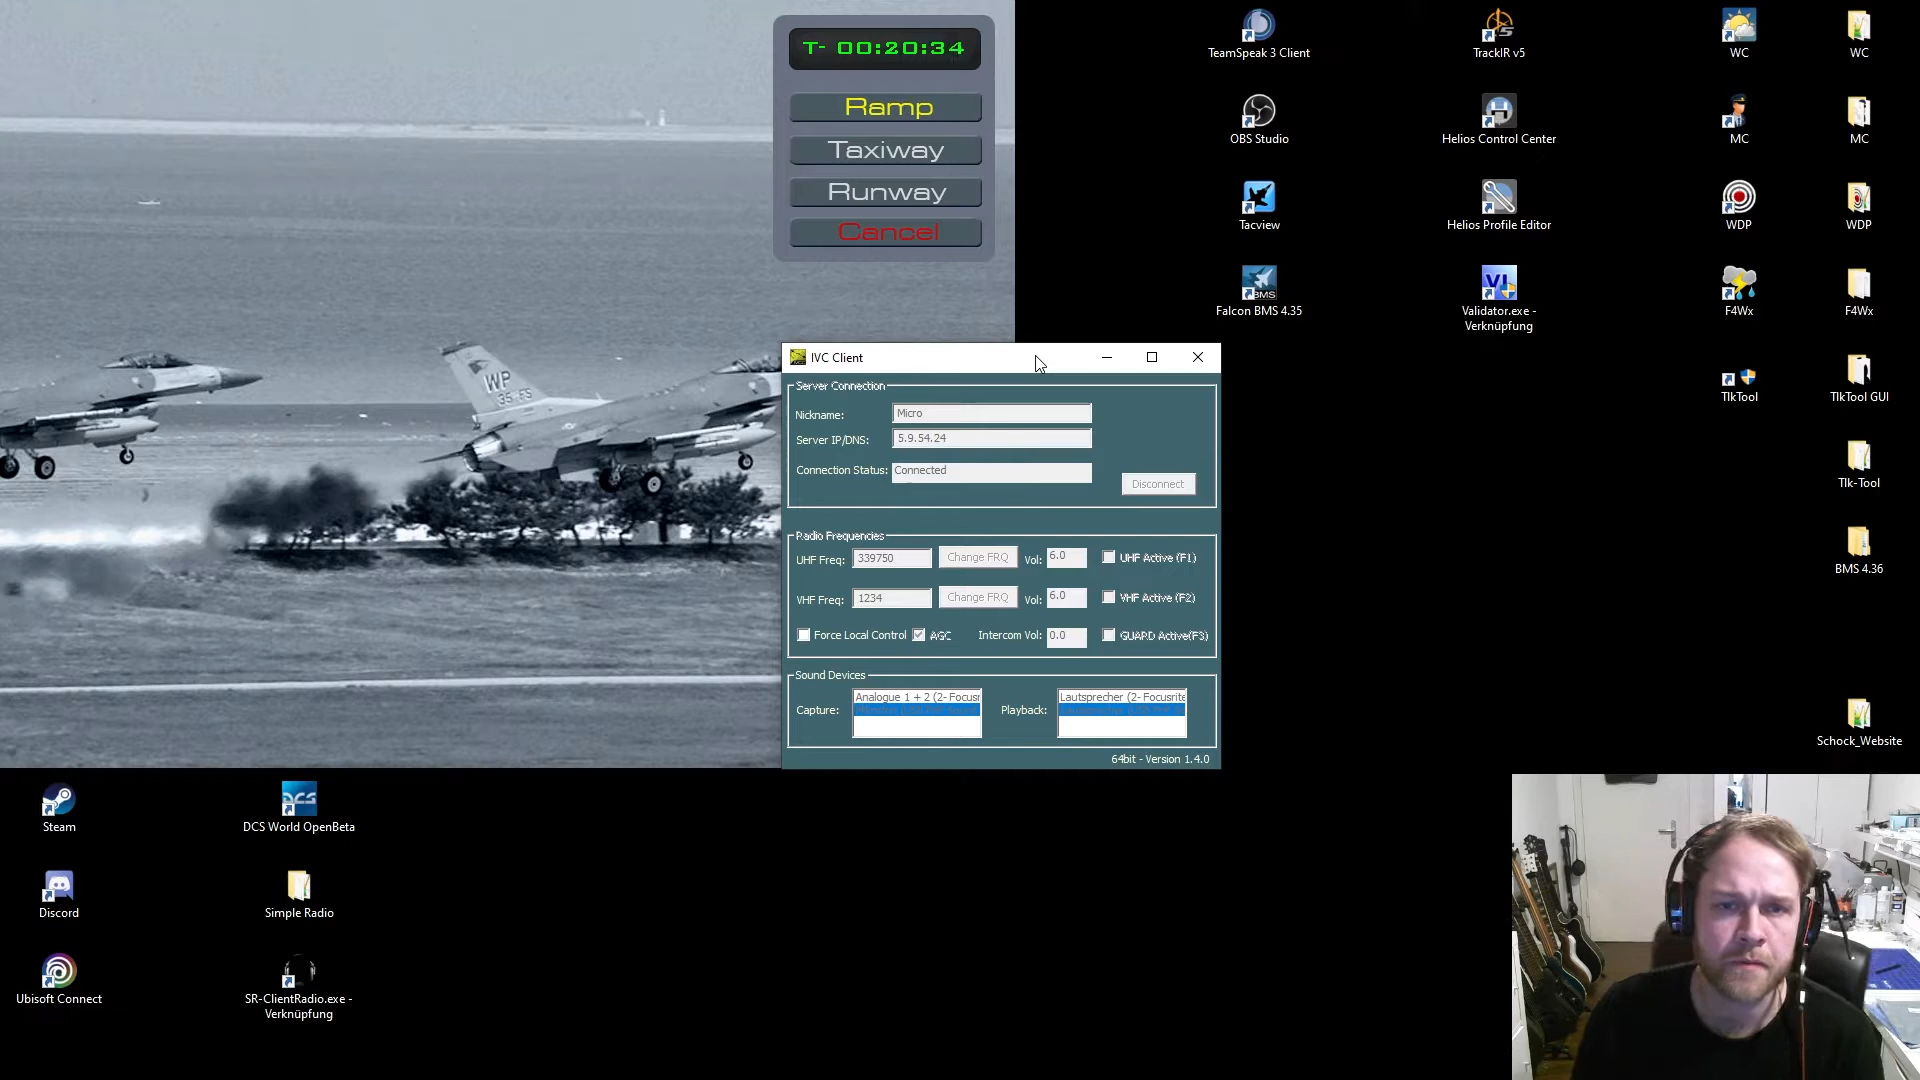 T- 00:20:34
Ramp
Taxiway
Runway
Cancel
WP
35 FS
TeamSpeak 3 Client
TrackIR v5
WC
WC
OBS Studio
Helios Control Center
MC
MC
Tacview
Helios Profile Editor
WDP
WDP
BMS
Falcon BMS 4.35
VI
Validator.exe -
Verknüpfung
F4Wx
F4Wx
TlkTool
TlkTool GUI
Tlk-Tool
BMS 4.36
Schock_Website
IVC Client
Server Connection
Nickname: Micro
Server IP/DNS: 5.9.54.24
Connection Status: Connected
Disconnect
Radio Frequencies
UHF Freq: 339750 Change FRQ Vol: 6.0 UHF Active (F1)
VHF Freq: 1234 Change FRQ Vol: 6.0 VHF Active (F2)
Force Local Control AGC Intercom Vol: 0.0 GUARD Active(F3)
Sound Devices
Capture: Analogue 1 + 2 (2- Focusr
Playback: Lautsprecher (2- Focusrite
64bit - Version 1.4.0
Steam
DCS
DCS World OpenBeta
Discord
Simple Radio
Ubisoft Connect
SR-ClientRadio.exe -
Verknüpfung